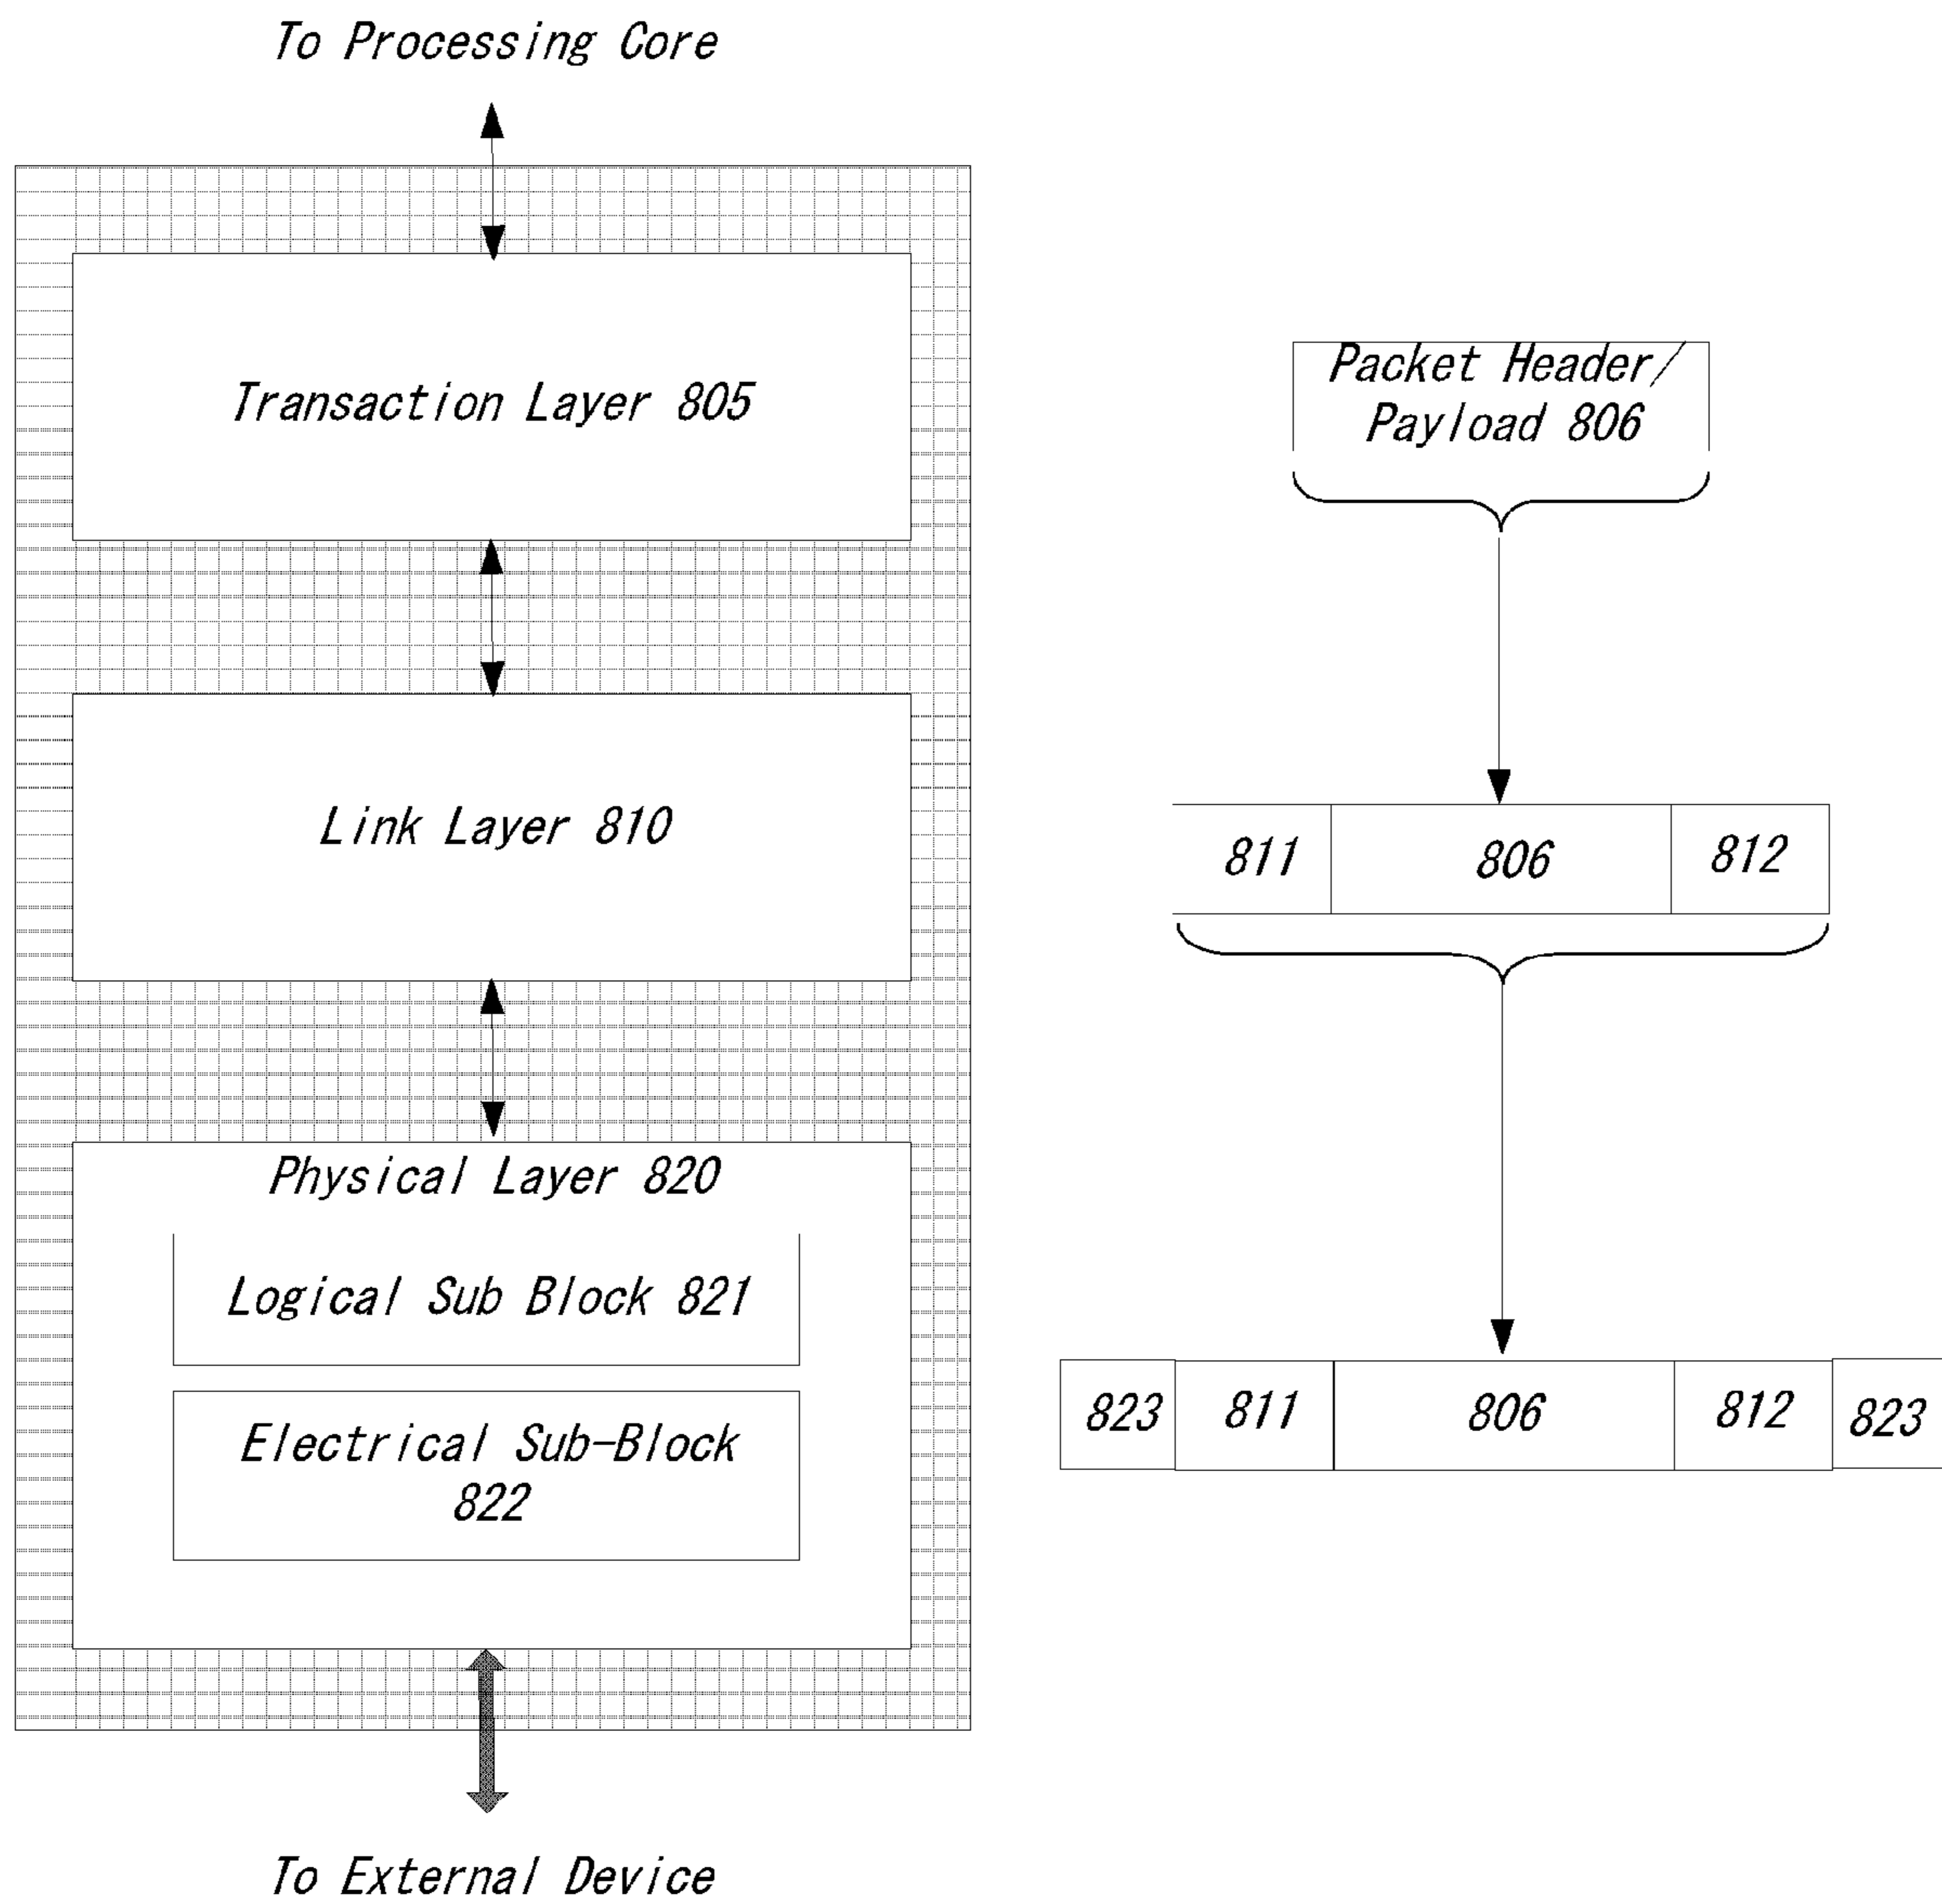 To Processing Core
Transaction Layer 805
Link Layer 810
Physical Layer 820
Logical Sub Block 821
Electrical Sub-Block
822
To External Device
Packet Header/
Payload 806
811 806 812
823 811 806 812 823